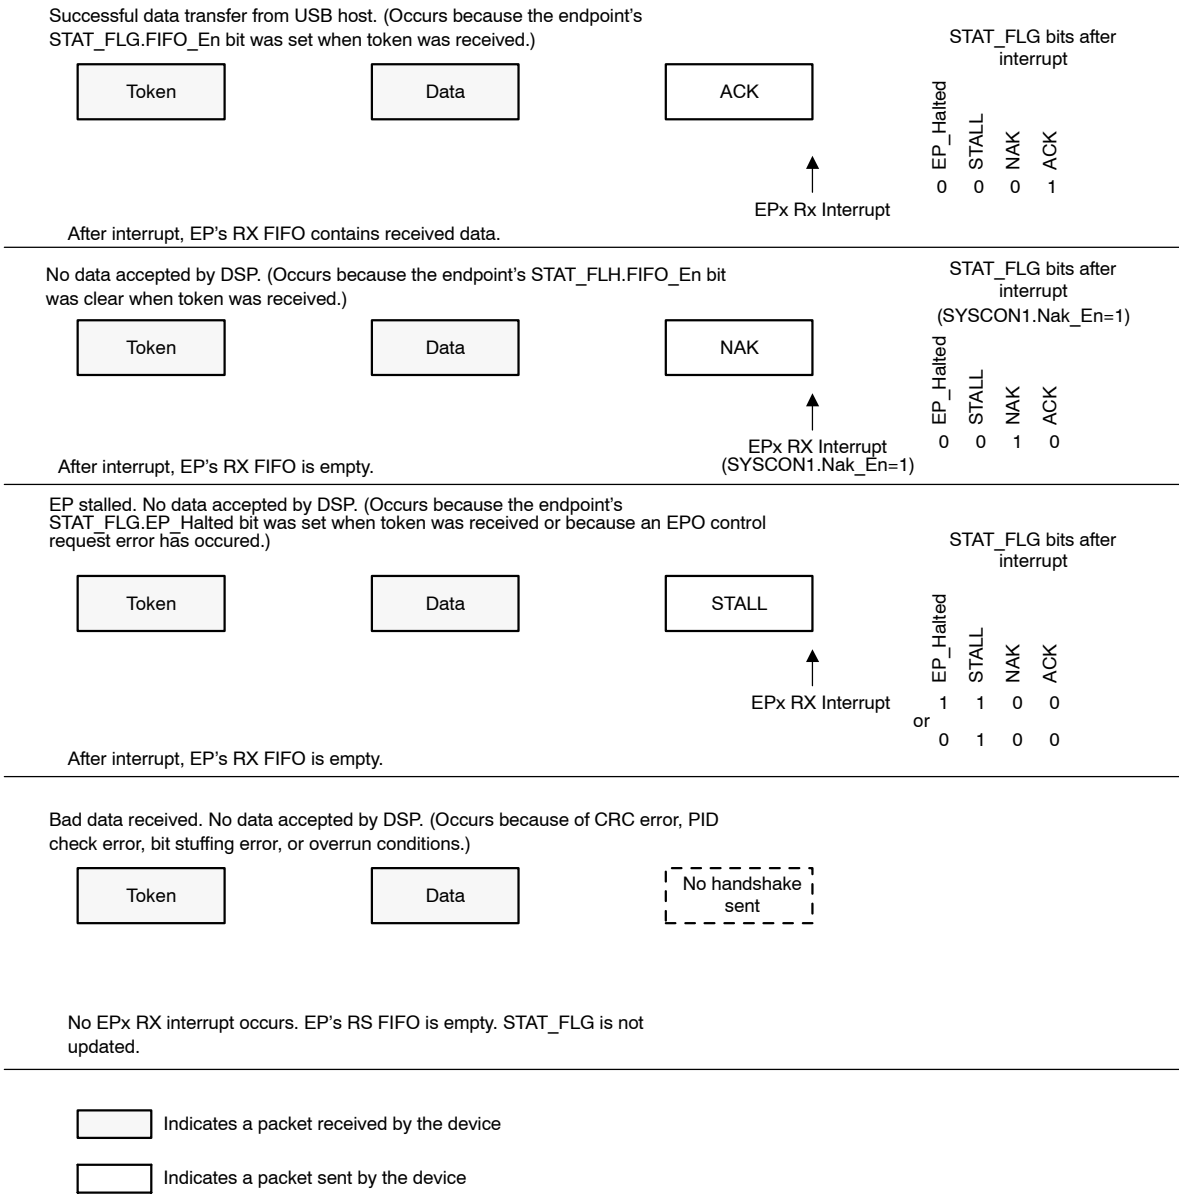 Successful data transfer from USB host. (Occurs because the endpoint's
STAT_FLG.FIFO_En bit was set when token was received.)
STAT_FLG bits after
interrupt
Token
Data
ACK
EP_Halted
STALL
NAK
ACK
0 0 0 1
EPx Rx Interrupt
After interrupt, EP's RX FIFO contains received data.
No data accepted by DSP. (Occurs because the endpoint's STAT_FLH.FIFO_En bit
was clear when token was received.)
STAT_FLG bits after
interrupt
(SYSCON1.Nak_En=1)
Token
Data
NAK
EP_Halted
STALL
NAK
ACK
0 0 1 0
EPx RX Interrupt
(SYSCON1.Nak_En=1)
After interrupt, EP's RX FIFO is empty.
EP stalled. No data accepted by DSP. (Occurs because the endpoint's
STAT_FLG.EP_Halted bit was set when token was received or because an EPO control
request error has occured.)
STAT_FLG bits after
interrupt
Token
Data
STALL
EP_Halted
STALL
NAK
ACK
EPx RX Interrupt
1 1 0 0
or
0 1 0 0
After interrupt, EP's RX FIFO is empty.
Bad data received. No data accepted by DSP. (Occurs because of CRC error, PID
check error, bit stuffing error, or overrun conditions.)
Token
Data
No handshake
sent
No EPx RX interrupt occurs. EP's RS FIFO is empty. STAT_FLG is not
updated.
Indicates a packet received by the device
Indicates a packet sent by the device